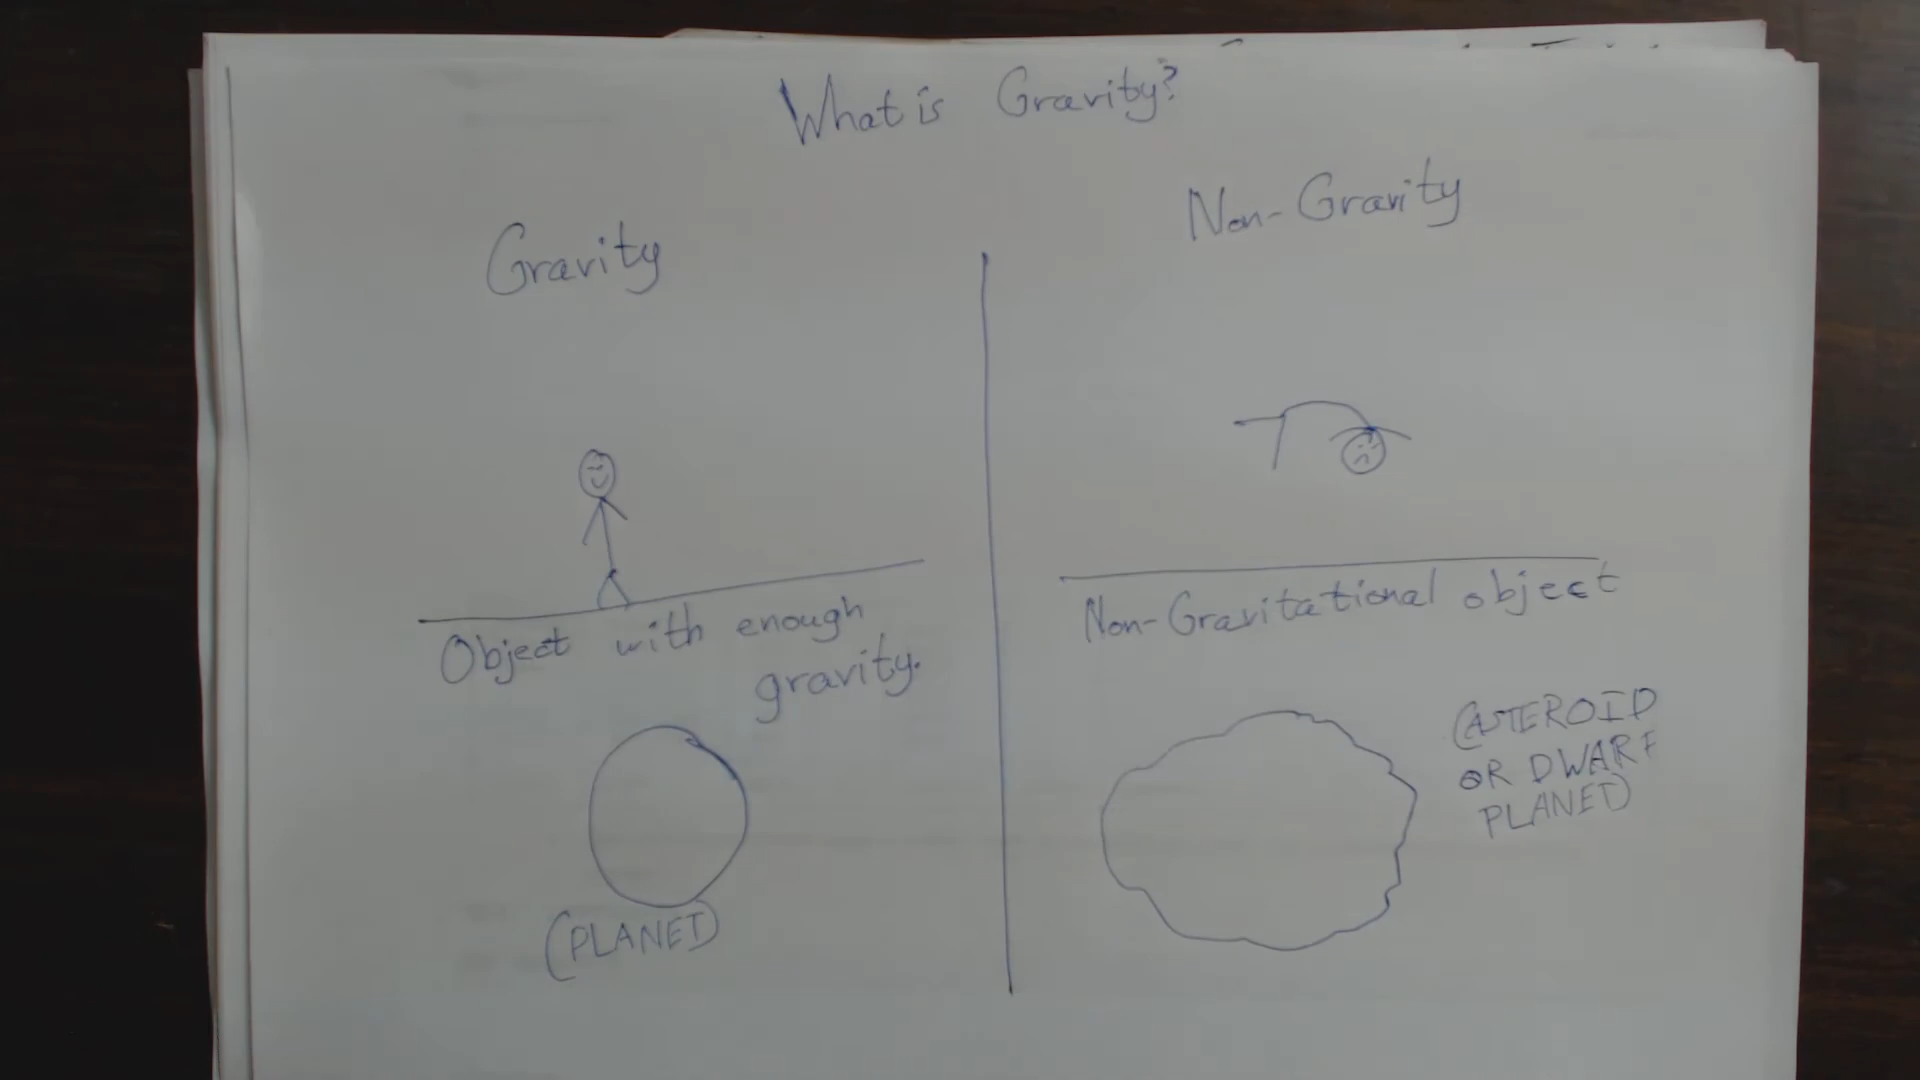 What is Gravity?
Gravity
Object with enough
gravity.
(PLANET)
Non-Gravity
Non-Gravitational object
(ASTEROID
OR DWARF
PLANET)